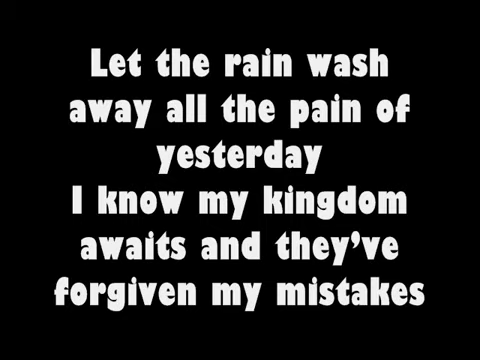 Let the rain wash
away all the pain of
yesterday
I know my kingdom
awaits and they've
forgiven my mistakes